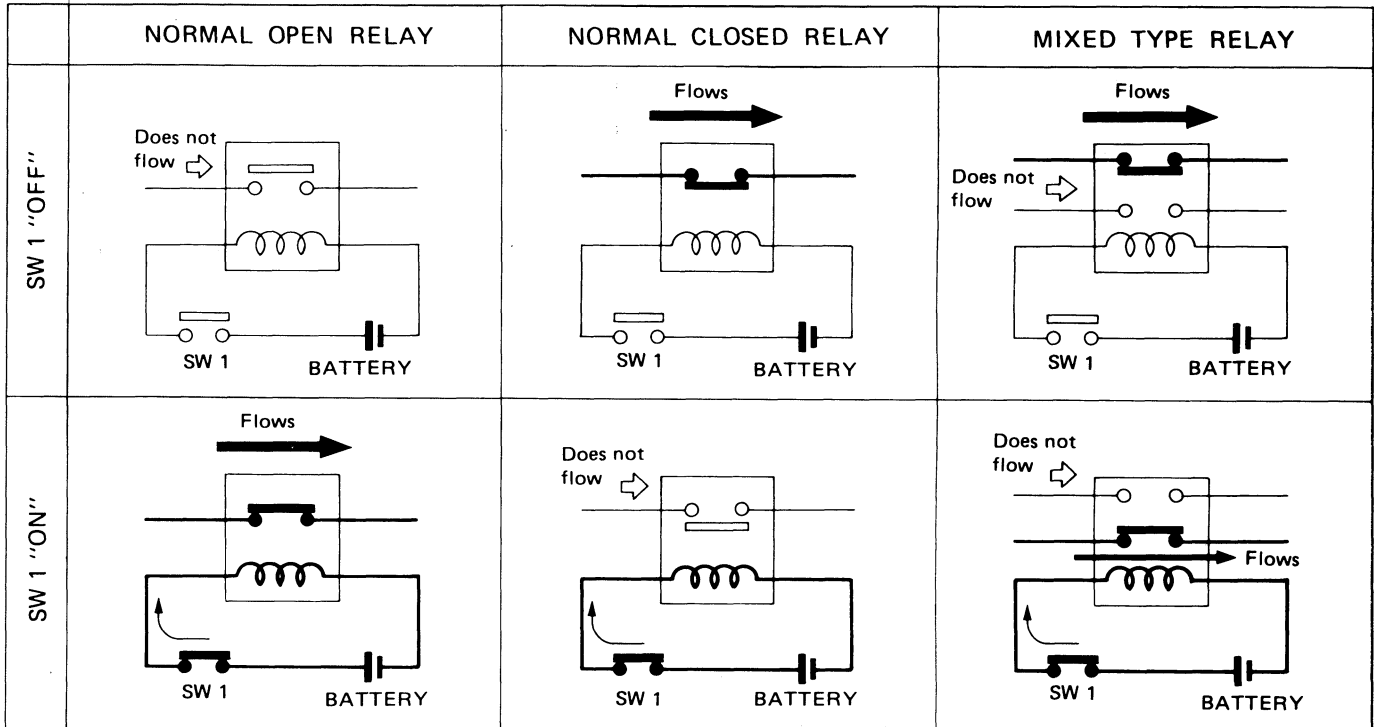 NORMAL OPEN RELAY
NORMAL CLOSED RELAY
MIXED TYPE RELAY
SW 1 "OFF"
Does not
flow
SW 1
BATTERY
Flows
SW 1
BATTERY
Flows
Does not
flow
SW 1
BATTERY
SW 1 "ON"
Flows
SW 1
BATTERY
Does not
flow
SW 1
BATTERY
Does not
flow
Flows
SW 1
BATTERY